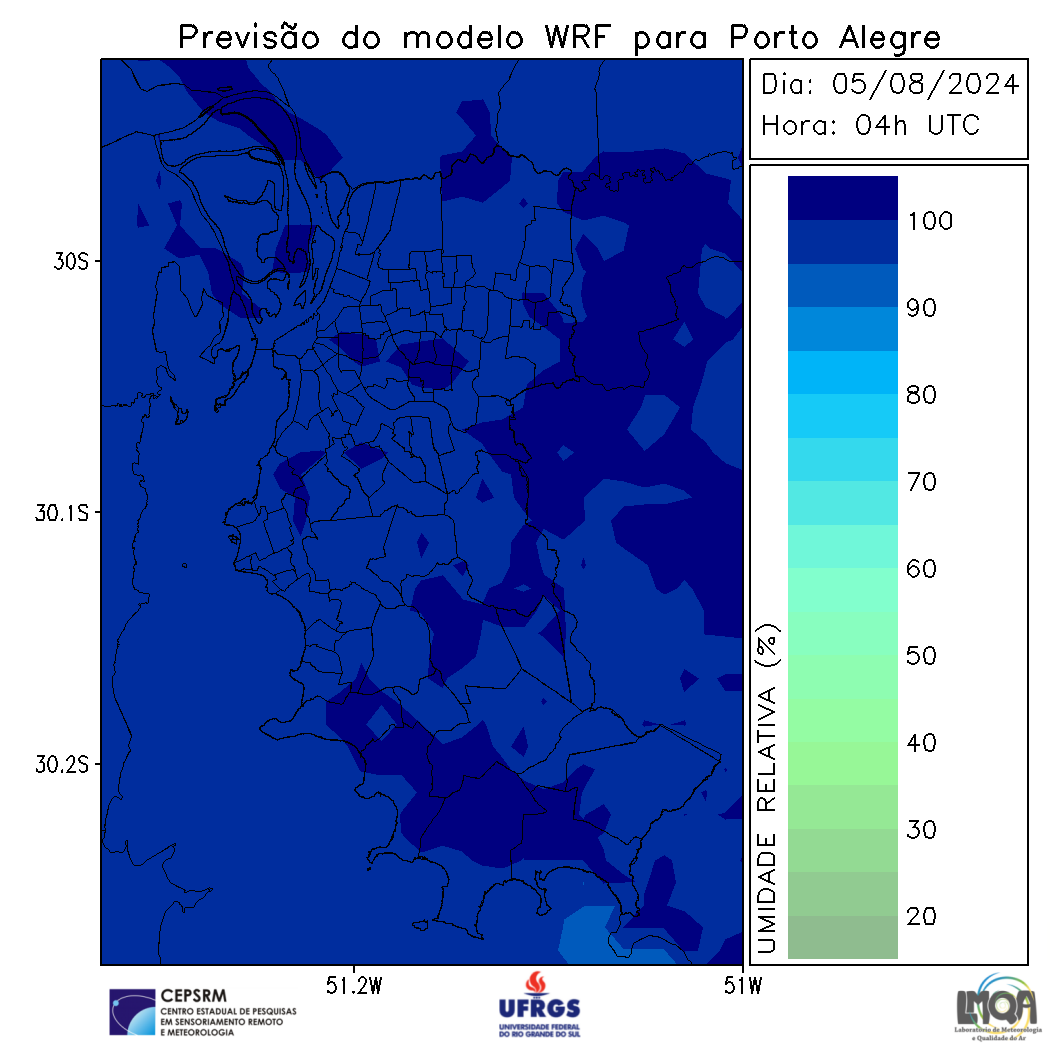 Previsão do modelo WRF para Porto Alegre
Dia: 05/08/2024
Hora: 04h UTC
30S
30.1S
30.2S
51.2W
51W
UMIDADE RELATIVA (%)
100
90
80
70
60
50
40
30
20
CEPSRM
CENTRO ESTADUAL DE PESQUISAS
EM SENSORIAMENTO REMOTO
E METEOROLOGIA
UFRGS
UNIVERSIDADE FEDERAL
DO RIO GRANDE DO SUL
LMQA
Laboratório de Meteorologia
e Qualidade do Ar